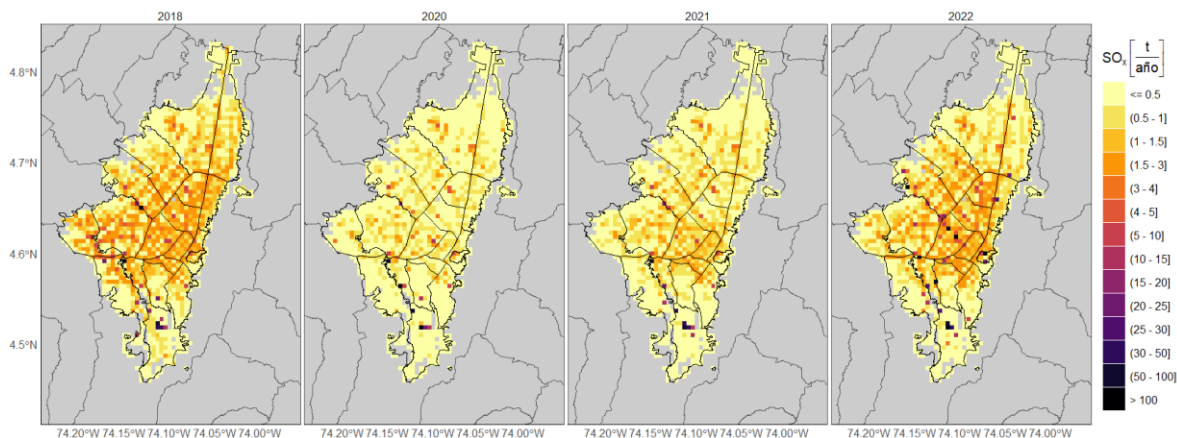 2018 2020 2021 2022
SOₓ [t/año]
4.8°N
4.7°N
4.6°N
4.5°N
<= 0.5
(0.5 - 1]
(1 - 1.5]
(1.5 - 3]
(3 - 4]
(4 - 5]
(5 - 10]
(10 - 15]
(15 - 20]
(20 - 25]
(25 - 30]
(30 - 50]
(50 - 100]
> 100
74.20°W 74.15°W 74.10°W 74.05°W 74.00°W 74.20°W 74.15°W 74.10°W 74.05°W 74.00°W 74.20°W 74.15°W 74.10°W 74.05°W 74.00°W 74.20°W 74.15°W 74.10°W 74.05°W 74.00°W